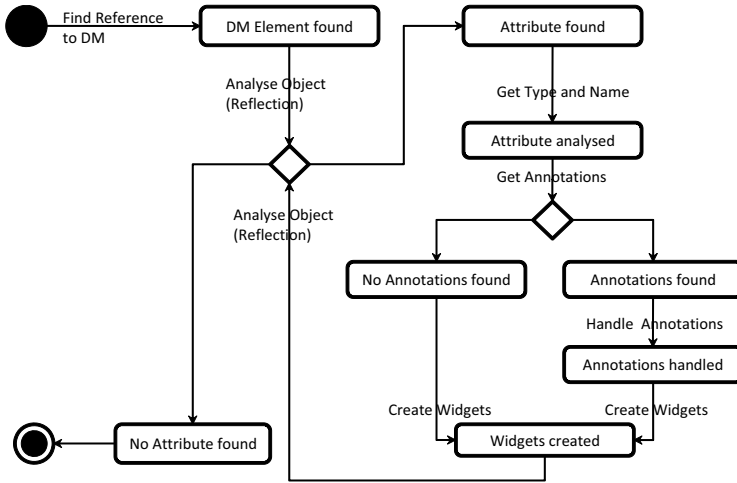 Find Reference
to DM
DM Element found
Attribute found
Analyse Object
(Reflection)
Get Type and Name
Attribute analysed
Get Annotations
Analyse Object
(Reflection)
No Annotations found
Annotations found
Handle Annotations
Annotations handled
Create Widgets
Create Widgets
No Attribute found
Widgets created